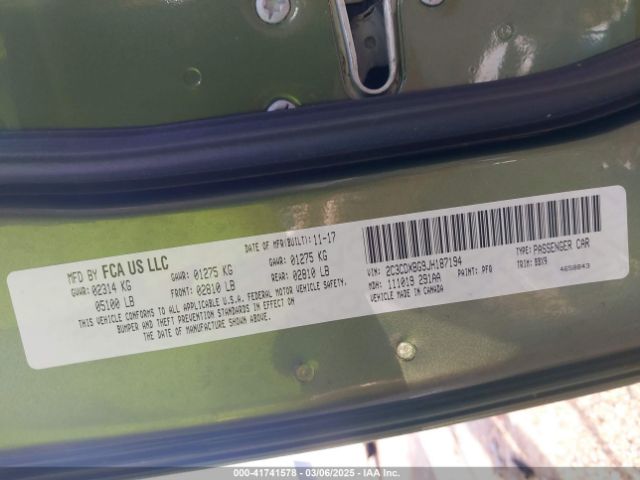 MFD BY FCA US LLC
DATE OF MFR(BUILT): 11-17
GVWR: 02314 KG
GAWR: 01275 KG
GAWR: 01275 KG
05100 LB
FRONT: 02810 LB
REAR: 02810 LB
THIS VEHICLE CONFORMS TO ALL APPLICABLE U.S.A. FEDERAL MOTOR VEHICLE SAFETY,
BUMPER AND THEFT PREVENTION STANDARDS IN EFFECT ON
THE DATE OF MANUFACTURE SHOWN ABOVE.
VIN: 2C3CDXBG9JH187194
TYPE: PASSENGER CAR
MDH: 111019 291AA
PAINT: PFQ
TRIM: BBX9
VEHICLE MADE IN CANADA
4658843
000-41741578 — 03/06/2025 — IAA Inc.